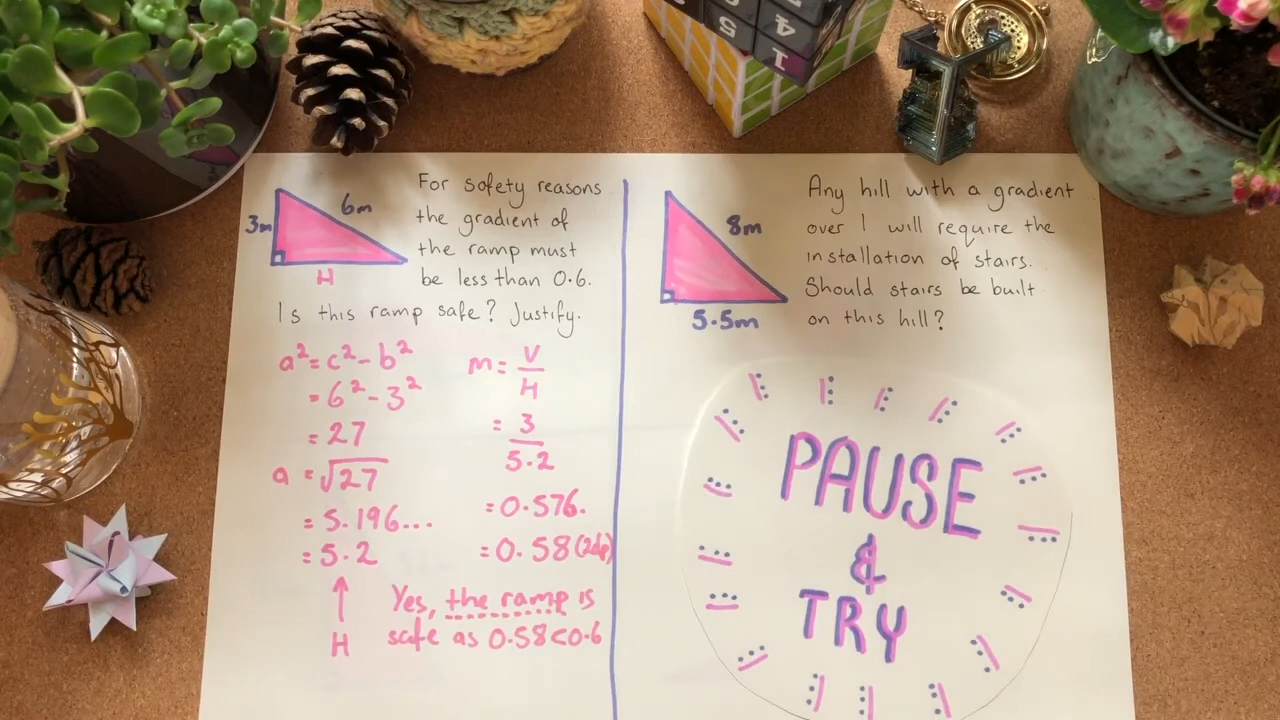 5
4
1
3m
6m
H
For safety reasons
the gradient of
the ramp must
be less than 0.6.
Is this ramp safe? Justify.
a² = c² - b²
= 6² - 3²
= 27
a = √27
= 5.196...
= 5.2
↑
H
m = V/H
= 3/5.2
= 0.576.
= 0.58 (2dp)
Yes, the ramp is
safe as 0.58<0.6
8m
5.5m
Any hill with a gradient
over 1 will require the
installation of stairs.
Should stairs be built
on this hill?
PAUSE
&
TRY